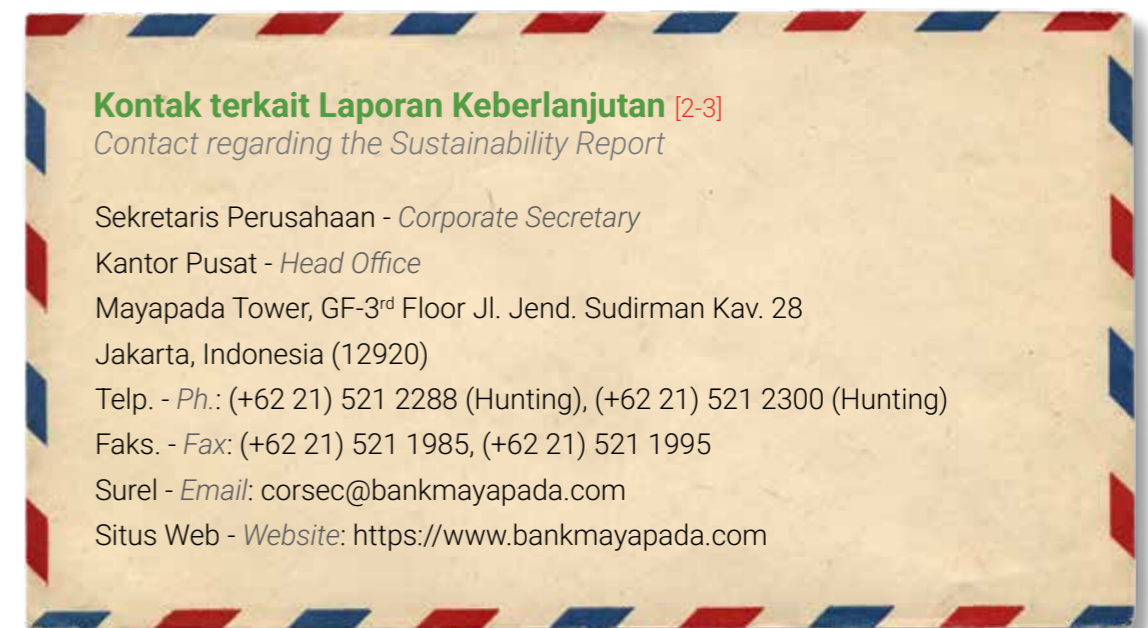 Kontak terkait Laporan Keberlanjutan [2-3]
Contact regarding the Sustainability Report
Sekretaris Perusahaan - Corporate Secretary
Kantor Pusat - Head Office
Mayapada Tower, GF-3rd Floor Jl. Jend. Sudirman Kav. 28
Jakarta, Indonesia (12920)
Telp. - Ph.: (+62 21) 521 2288 (Hunting), (+62 21) 521 2300 (Hunting)
Faks. - Fax: (+62 21) 521 1985, (+62 21) 521 1995
Surel - Email: corsec@bankmayapada.com
Situs Web - Website: https://www.bankmayapada.com